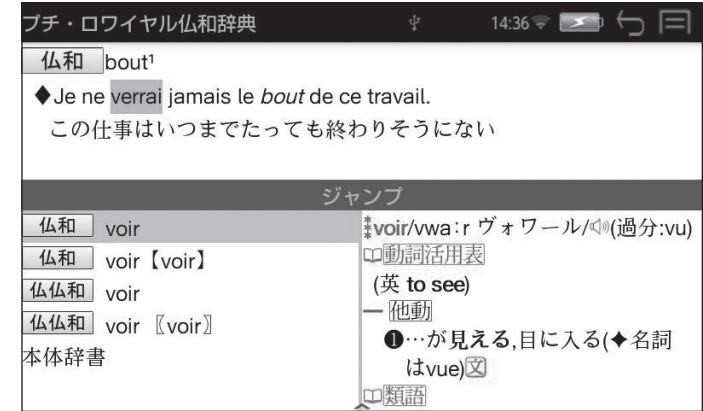 プチ・ロワイヤル仏和辞典 14:36
仏和 bout¹
◆Je ne verrai jamais le bout de ce travail.
この仕事はいつまでたっても終わりそうにない
ジャンプ
仏和 voir
仏和 voir【voir】
仏仏和 voir
仏仏和 voir〖voir〗
本体辞書
⁑voir/vwaːr ヴォワール/(過分:vu)
動詞活用表
(英 to see)
━ 他動
❶…が見える,目に入る(✦名詞
はvue)文
類語